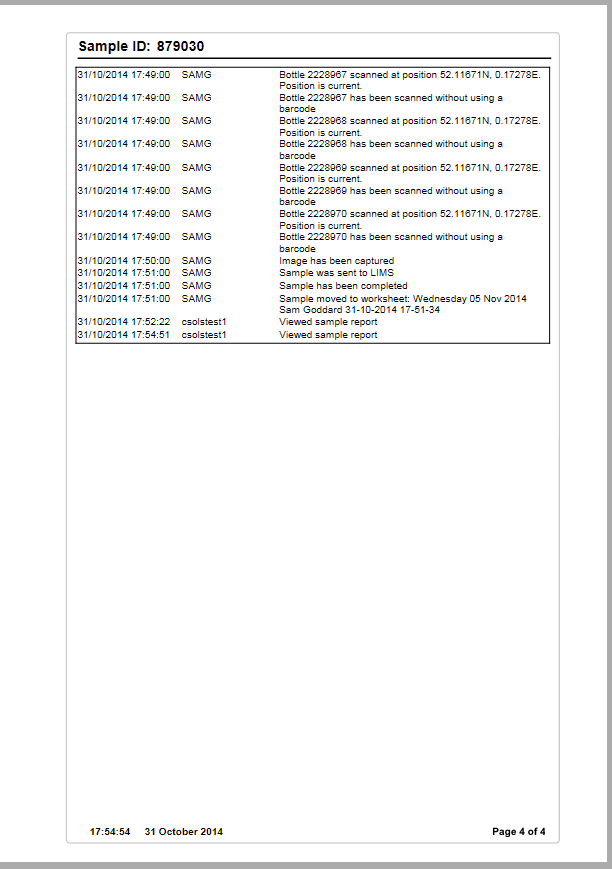 Sample ID: 879030
31/10/2014 17:49:00 SAMG Bottle 2228967 scanned at position 52.11671N, 0.17278E.
Position is current.
31/10/2014 17:49:00 SAMG Bottle 2228967 has been scanned without using a
barcode
31/10/2014 17:49:00 SAMG Bottle 2228968 scanned at position 52.11671N, 0.17278E.
Position is current.
31/10/2014 17:49:00 SAMG Bottle 2228968 has been scanned without using a
barcode
31/10/2014 17:49:00 SAMG Bottle 2228969 scanned at position 52.11671N, 0.17278E.
Position is current.
31/10/2014 17:49:00 SAMG Bottle 2228969 has been scanned without using a
barcode
31/10/2014 17:49:00 SAMG Bottle 2228970 scanned at position 52.11671N, 0.17278E.
Position is current.
31/10/2014 17:49:00 SAMG Bottle 2228970 has been scanned without using a
barcode
31/10/2014 17:50:00 SAMG Image has been captured
31/10/2014 17:51:00 SAMG Sample was sent to LIMS
31/10/2014 17:51:00 SAMG Sample has been completed
31/10/2014 17:51:00 SAMG Sample moved to worksheet: Wednesday 05 Nov 2014
Sam Goddard 31-10-2014 17-51-34
31/10/2014 17:52:22 csolstest1 Viewed sample report
31/10/2014 17:54:51 csolstest1 Viewed sample report
17:54:54 31 October 2014 Page 4 of 4